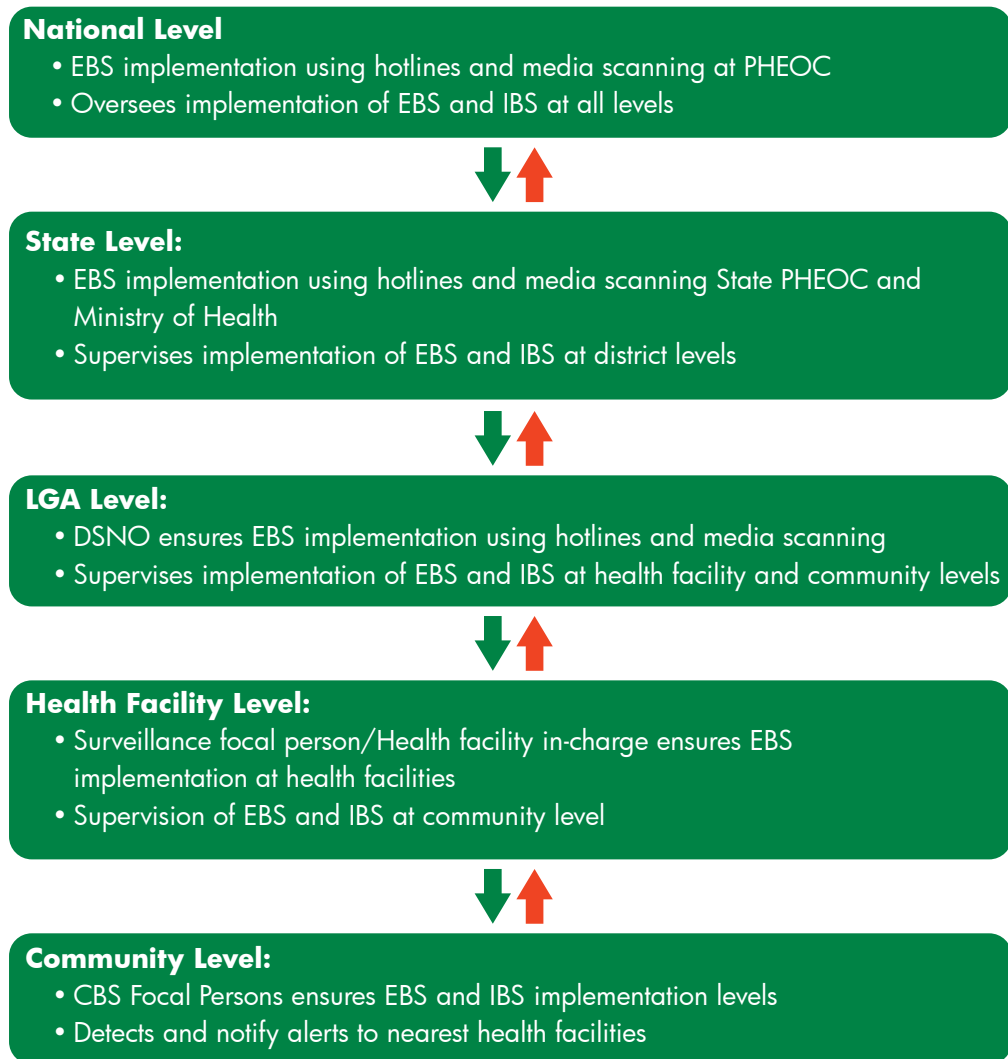 National Level
• EBS implementation using hotlines and media scanning at PHEOC
• Oversees implementation of EBS and IBS at all levels
State Level:
• EBS implementation using hotlines and media scanning State PHEOC and
Ministry of Health
• Supervises implementation of EBS and IBS at district levels
LGA Level:
• DSNO ensures EBS implementation using hotlines and media scanning
• Supervises implementation of EBS and IBS at health facility and community levels
Health Facility Level:
• Surveillance focal person/Health facility in-charge ensures EBS
implementation at health facilities
• Supervision of EBS and IBS at community level
Community Level:
• CBS Focal Persons ensures EBS and IBS implementation levels
• Detects and notify alerts to nearest health facilities